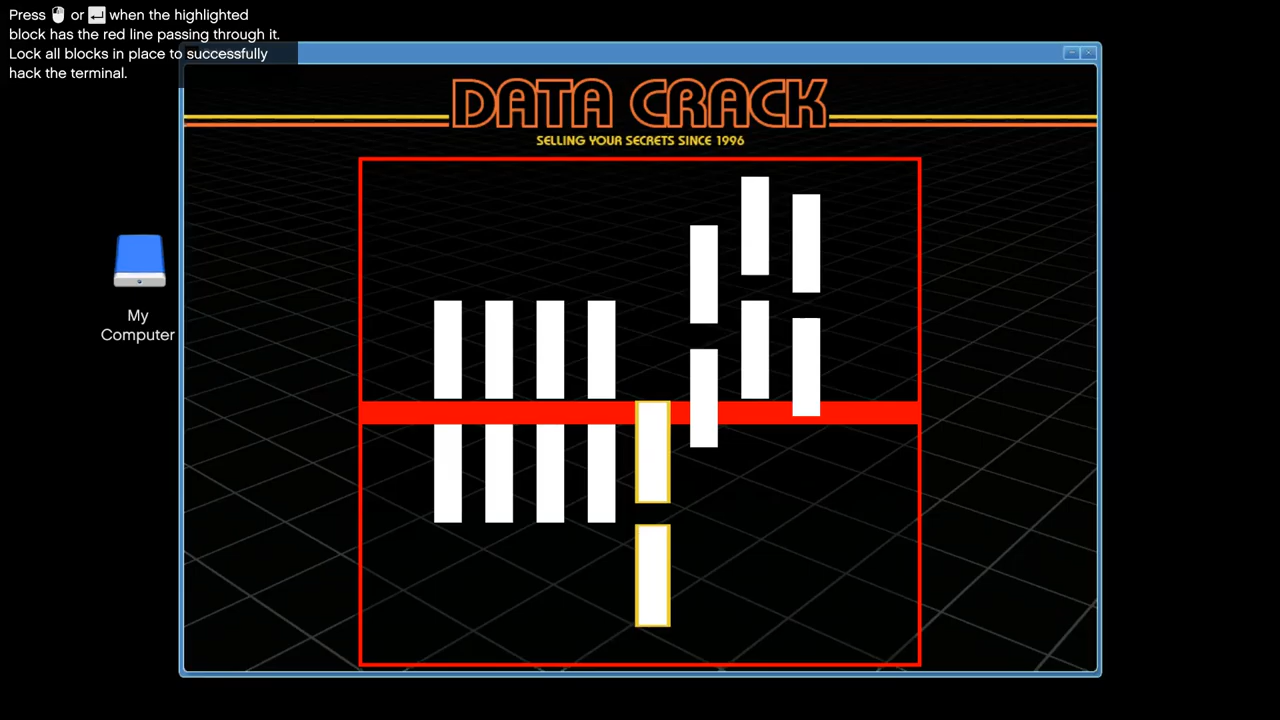 Press or when the highlighted
block has the red line passing through it.
Lock all blocks in place to successfully
hack the terminal.
DATA CRACK
SELLING YOUR SECRETS SINCE 1996
My
Computer